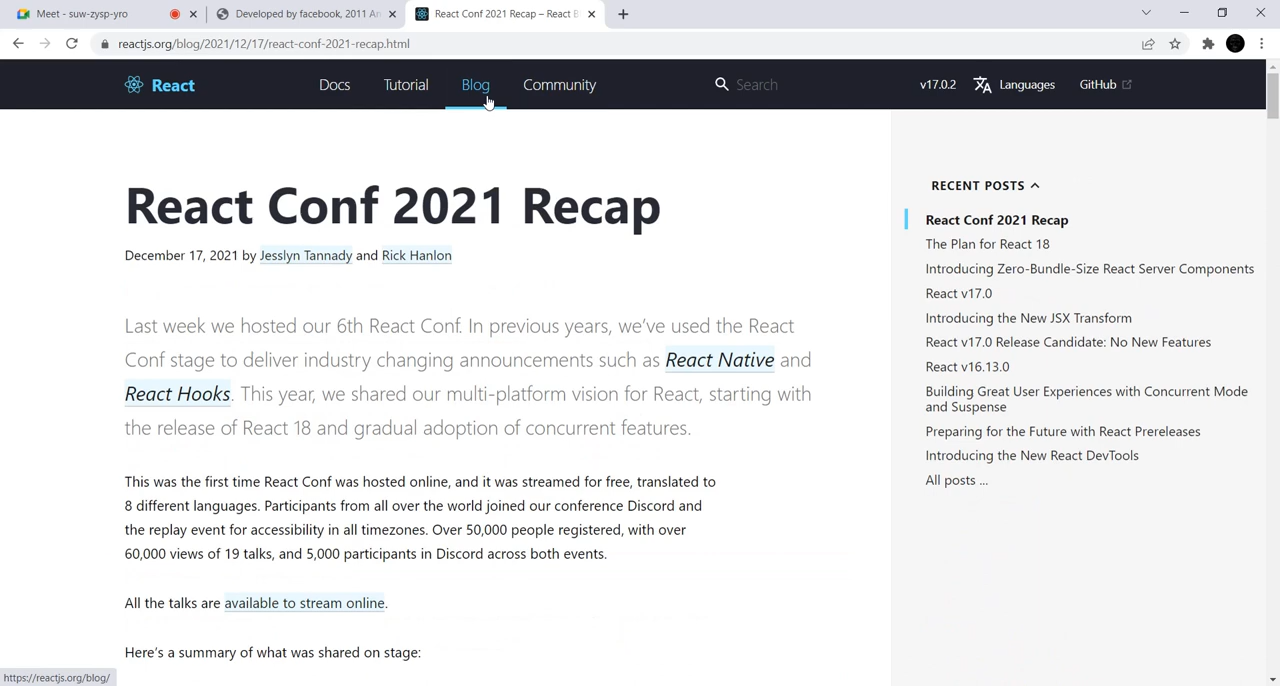 Meet - suw-zysp-yro
Developed by facebook, 2011 An
React Conf 2021 Recap – React B
reactjs.org/blog/2021/12/17/react-conf-2021-recap.html
React
Docs
Tutorial
Blog
Community
Search
v17.0.2
Languages
GitHub
React Conf 2021 Recap
December 17, 2021 by Jesslyn Tannady and Rick Hanlon
Last week we hosted our 6th React Conf. In previous years, we've used the React
Conf stage to deliver industry changing announcements such as React Native and
React Hooks. This year, we shared our multi-platform vision for React, starting with
the release of React 18 and gradual adoption of concurrent features.
This was the first time React Conf was hosted online, and it was streamed for free, translated to
8 different languages. Participants from all over the world joined our conference Discord and
the replay event for accessibility in all timezones. Over 50,000 people registered, with over
60,000 views of 19 talks, and 5,000 participants in Discord across both events.
All the talks are available to stream online.
Here's a summary of what was shared on stage:
RECENT POSTS
React Conf 2021 Recap
The Plan for React 18
Introducing Zero-Bundle-Size React Server Components
React v17.0
Introducing the New JSX Transform
React v17.0 Release Candidate: No New Features
React v16.13.0
Building Great User Experiences with Concurrent Mode
and Suspense
Preparing for the Future with React Prereleases
Introducing the New React DevTools
All posts ...
https://reactjs.org/blog/